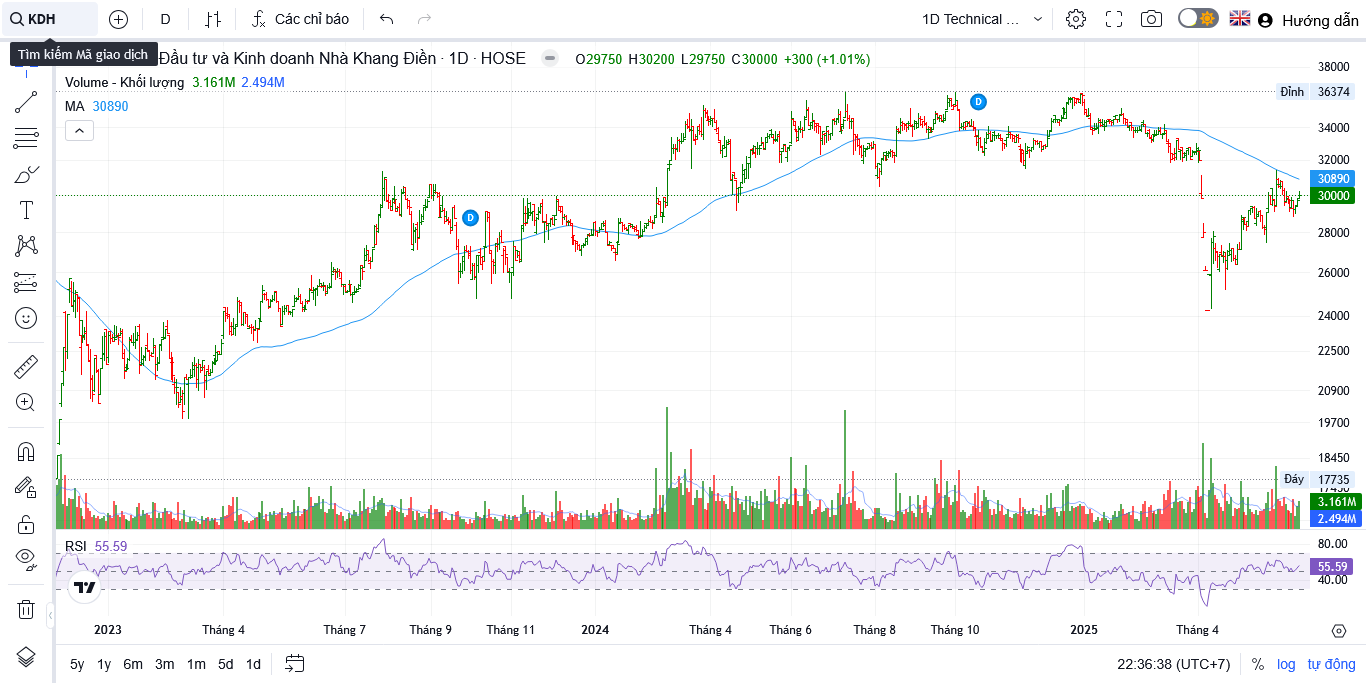 KDH D Các chỉ báo 1D Technical ... Hướng dẫn
Tìm kiếm Mã giao dịch
Đầu tư và Kinh doanh Nhà Khang Điền · 1D · HOSE O29750 H30200 L29750 C30000 +300 (+1.01%)
Volume - Khối lượng 3.161M 2.494M
MA 30890
38000
Đỉnh 36374
34000
32000
30890
30000
D
D
28000
26000
24000
22500
20900
19700
18450
Đáy 17735
3.161M
2.494M
RSI 55.59
80.00
55.59
40.00
2023 Tháng 4 Tháng 7 Tháng 9 Tháng 11 2024 Tháng 4 Tháng 6 Tháng 8 Tháng 10 2025 Tháng 4
5y 1y 6m 3m 1m 5d 1d 22:36:38 (UTC+7) % log tự động